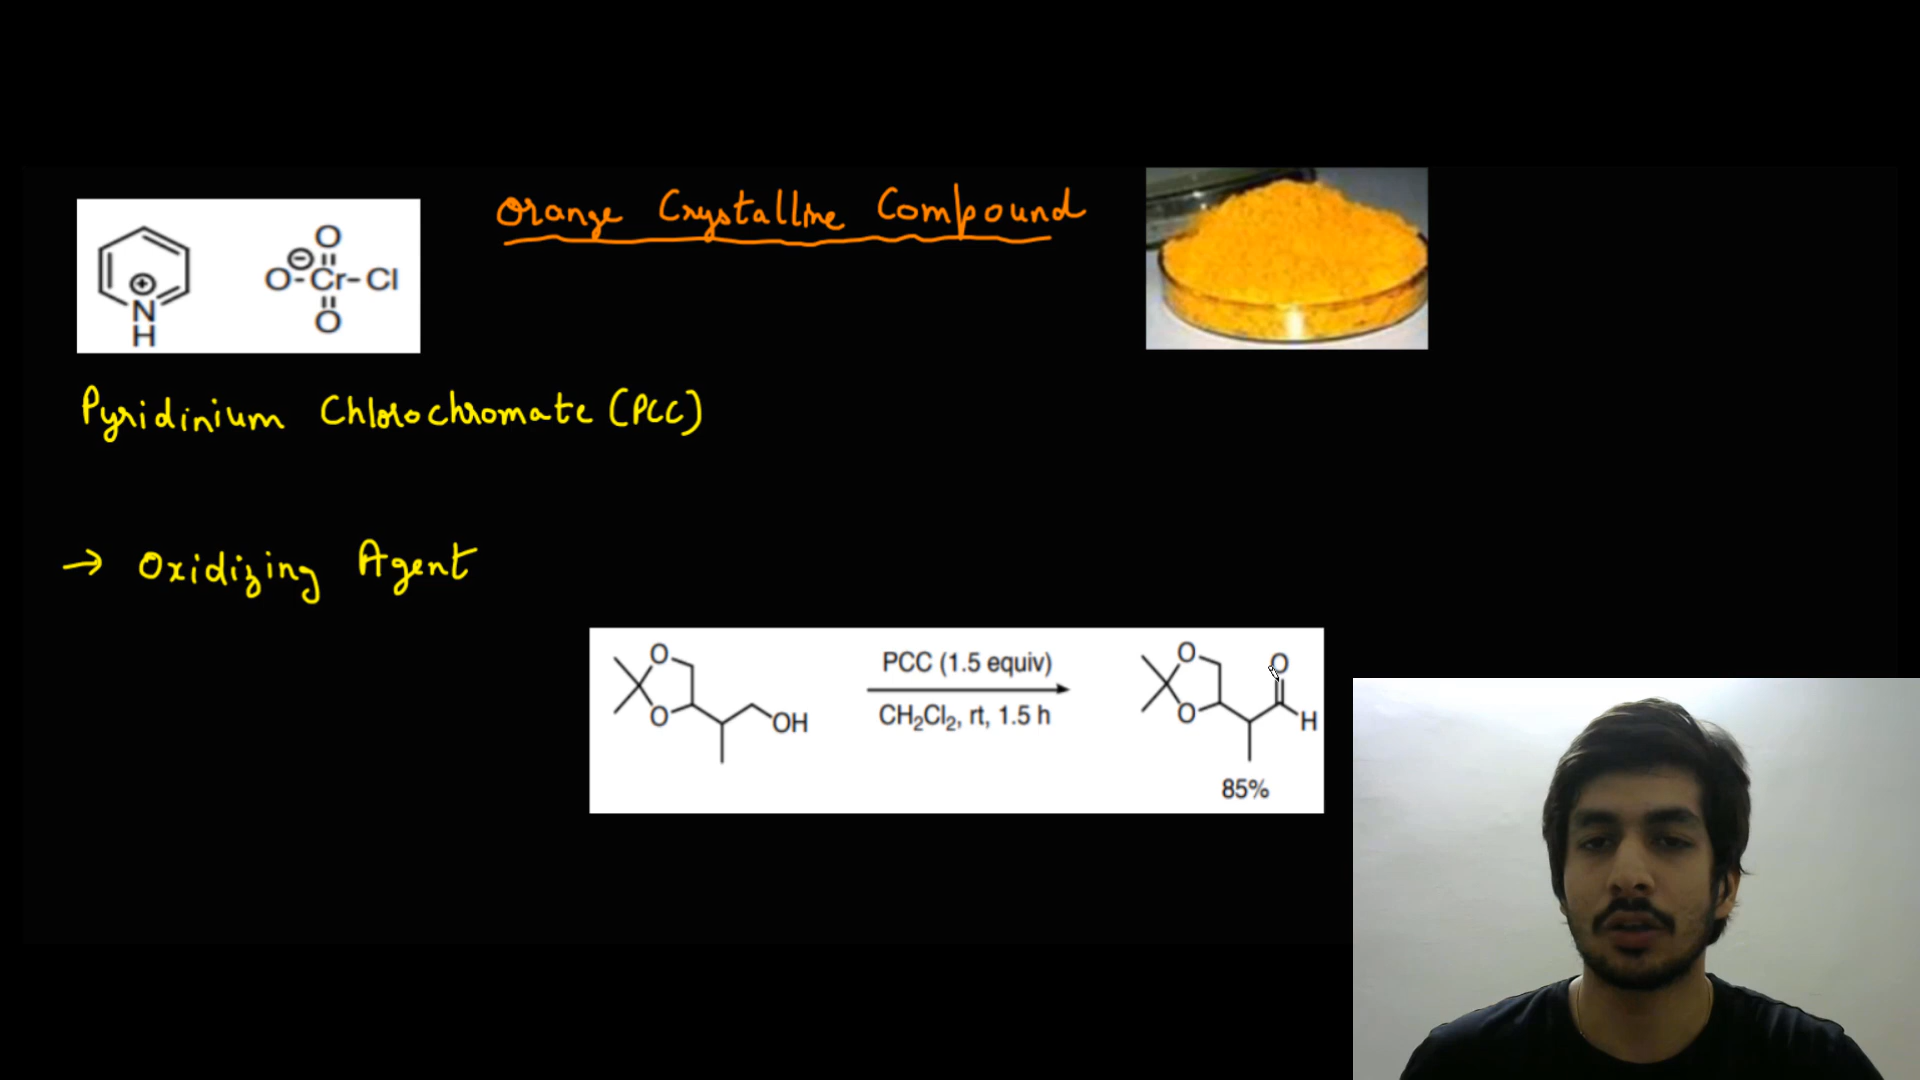 Orange Crystalline Compound
O
⊖
O-Cr-Cl
O
⊕
N
H
Pyridinium Chlorochromate (PCC)
→ Oxidizing Agent
O
O
OH
PCC (1.5 equiv)
CH₂Cl₂, rt, 1.5 h
O
O
O
H
85%